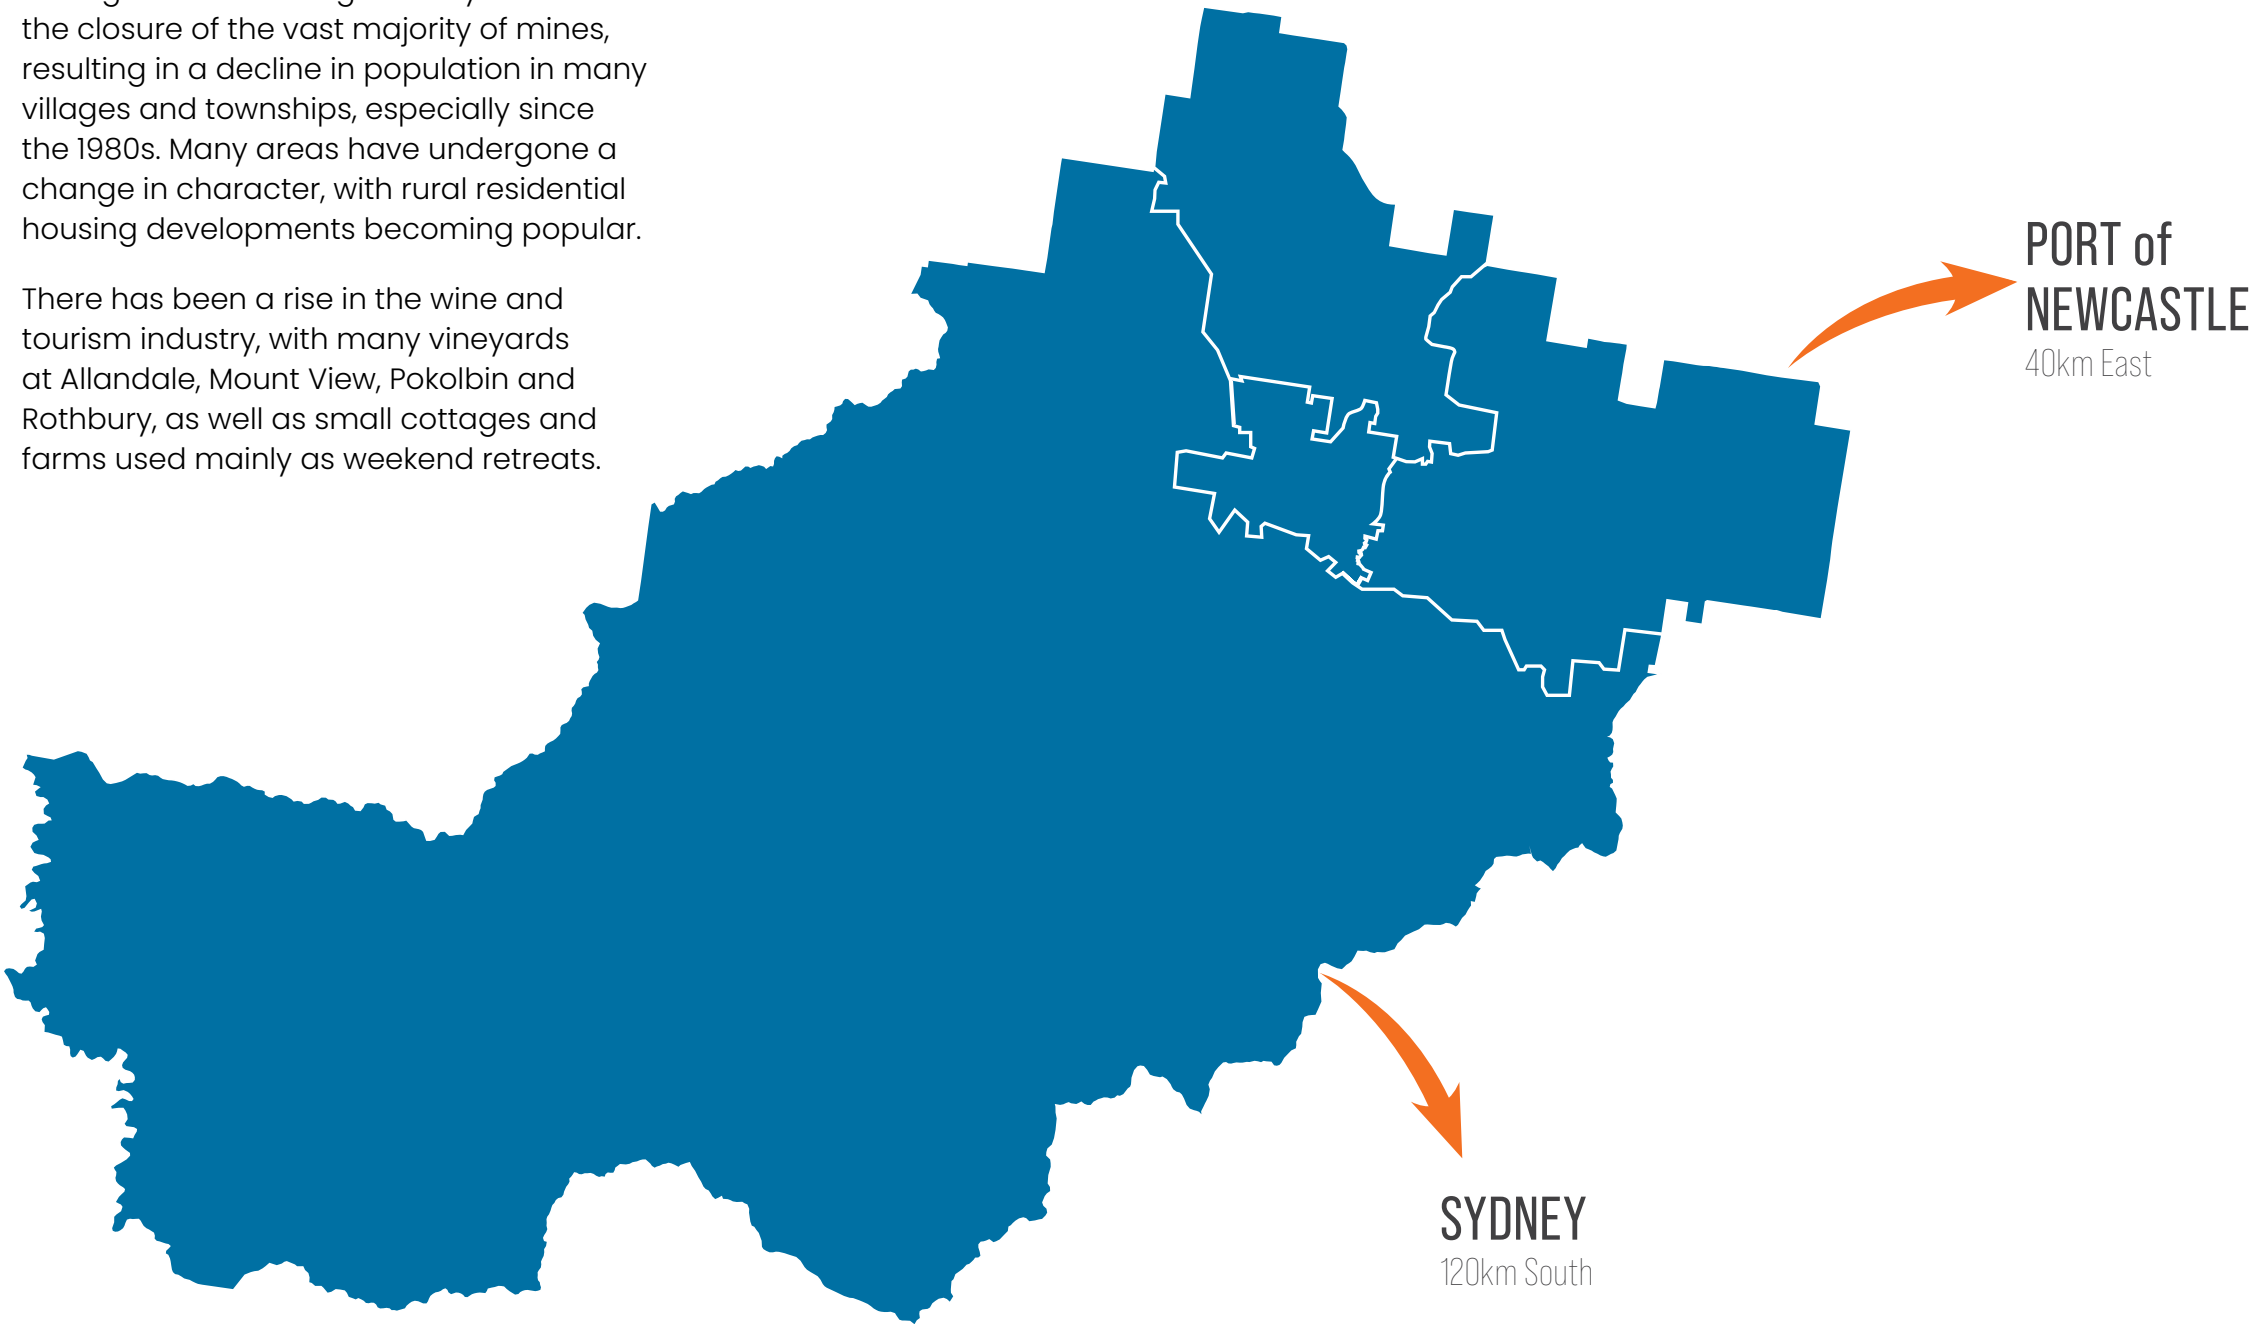 the closure of the vast majority of mines,
resulting in a decline in population in many
villages and townships, especially since
the 1980s. Many areas have undergone a
change in character, with rural residential
housing developments becoming popular.
There has been a rise in the wine and
tourism industry, with many vineyards
at Allandale, Mount View, Pokolbin and
Rothbury, as well as small cottages and
farms used mainly as weekend retreats.
PORT of
NEWCASTLE
40km East
SYDNEY
120km South